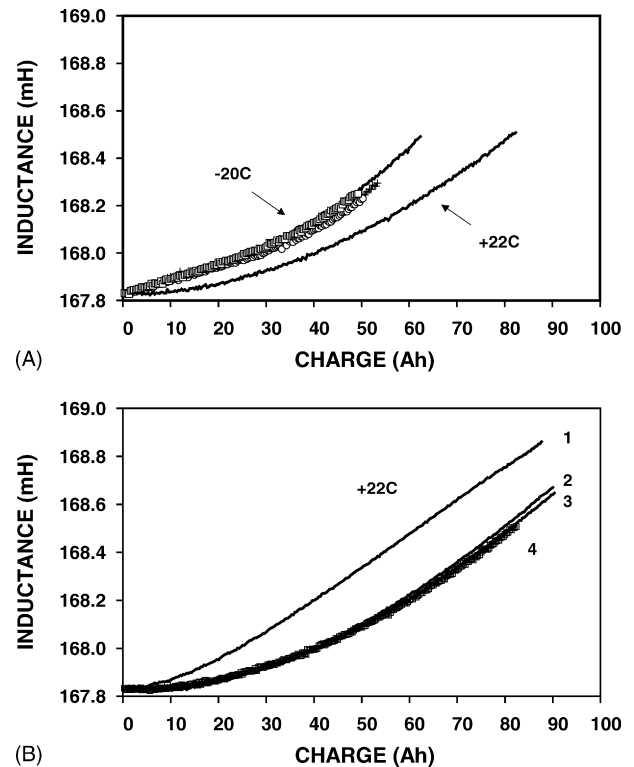 169.0
168.8
168.6
168.4
168.2
168.0
167.8
INDUCTANCE (mH)
-20C
+22C
0 10 20 30 40 50 60 70 80 90 100
CHARGE (Ah)
(A)
169.0
168.8
168.6
168.4
168.2
168.0
167.8
INDUCTANCE (mH)
+22C
1
2
3
4
0 10 20 30 40 50 60 70 80 90 100
CHARGE (Ah)
(B)